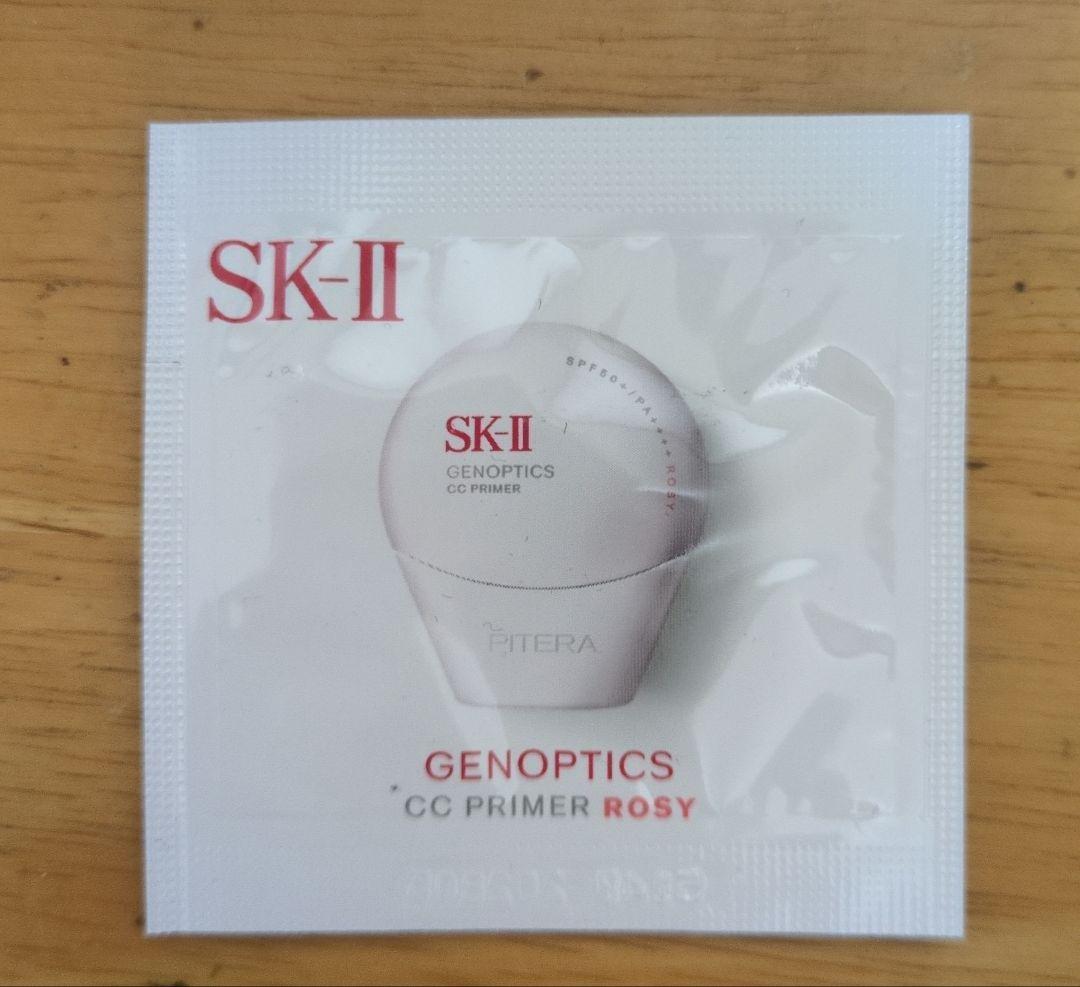 SK-II
SPF50+/PA++++ ROSY
SK-II
GENOPTICS
CC PRIMER
PITERA
GENOPTICS
CC PRIMER ROSY